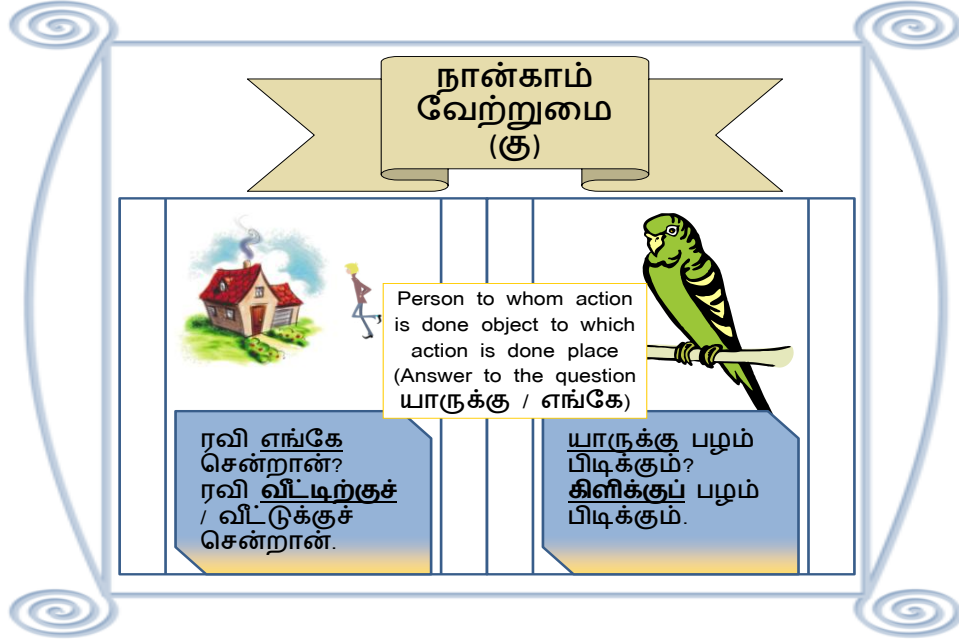 நான்காம்
வேற்றுமை
(கு)
Person to whom action
is done object to which
action is done place
(Answer to the question
யாருக்கு / எங்கே)
ரவி எங்கே
சென்றான்?
ரவி வீட்டிற்குச்
/ வீட்டுக்குச்
சென்றான்.
யாருக்கு பழம்
பிடிக்கும்?
கிளிக்குப் பழம்
பிடிக்கும்.